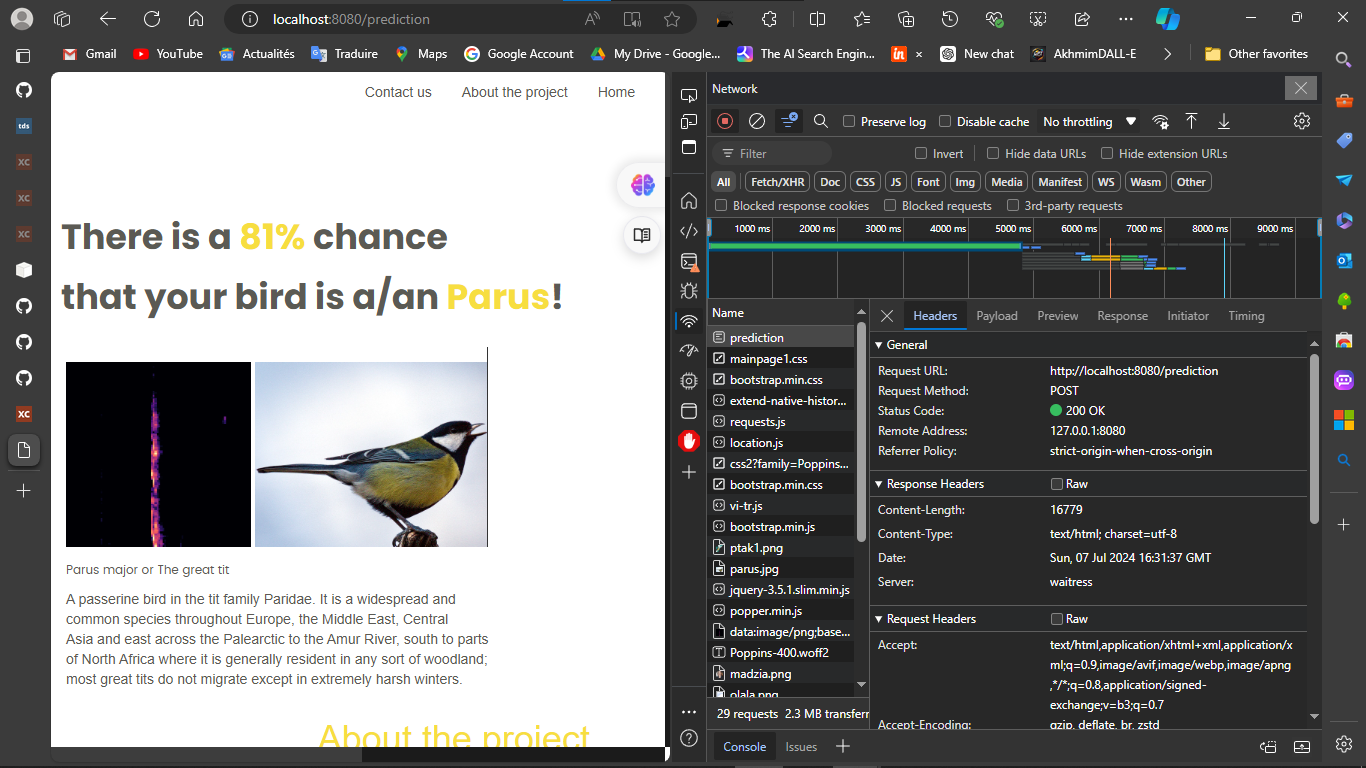 localhost:8080/prediction
Gmail
YouTube
Actualités
Traduire
Maps
Google Account
My Drive - Google...
The AI Search Engin...
in
New chat
AkhmimDALL-E
Other favorites
tds
XC
XC
XC
XC
Contact us
About the project
Home
There is a 81% chance
that your bird is a/an Parus!
Parus major or The great tit
A passerine bird in the tit family Paridae. It is a widespread and
common species throughout Europe, the Middle East, Central
Asia and east across the Palearctic to the Amur River, south to parts
of North Africa where it is generally resident in any sort of woodland;
most great tits do not migrate except in extremely harsh winters.
About the project
Network
Preserve log
Disable cache
No throttling
Filter
Invert
Hide data URLs
Hide extension URLs
All
Fetch/XHR
Doc
CSS
JS
Font
Img
Media
Manifest
WS
Wasm
Other
Blocked response cookies
Blocked requests
3rd-party requests
1000 ms
2000 ms
3000 ms
4000 ms
5000 ms
6000 ms
7000 ms
8000 ms
9000 ms
Name
prediction
mainpage1.css
bootstrap.min.css
extend-native-histor...
requests.js
location.js
css2?family=Poppins...
bootstrap.min.css
vi-tr.js
bootstrap.min.js
ptak1.png
parus.jpg
jquery-3.5.1.slim.min.js
popper.min.js
data:image/png;base...
Poppins-400.woff2
madzia.png
olala.png
29 requests
2.3 MB transferr
Headers
Payload
Preview
Response
Initiator
Timing
General
Request URL:
http://localhost:8080/prediction
Request Method:
POST
Status Code:
200 OK
Remote Address:
127.0.0.1:8080
Referrer Policy:
strict-origin-when-cross-origin
Response Headers
Raw
Content-Length:
16779
Content-Type:
text/html; charset=utf-8
Date:
Sun, 07 Jul 2024 16:31:37 GMT
Server:
waitress
Request Headers
Raw
Accept:
text/html,application/xhtml+xml,application/x
ml;q=0.9,image/avif,image/webp,image/apng
,*/*;q=0.8,application/signed-
exchange;v=b3;q=0.7
Accept-Encoding:
gzip, deflate, br, zstd
Console
Issues